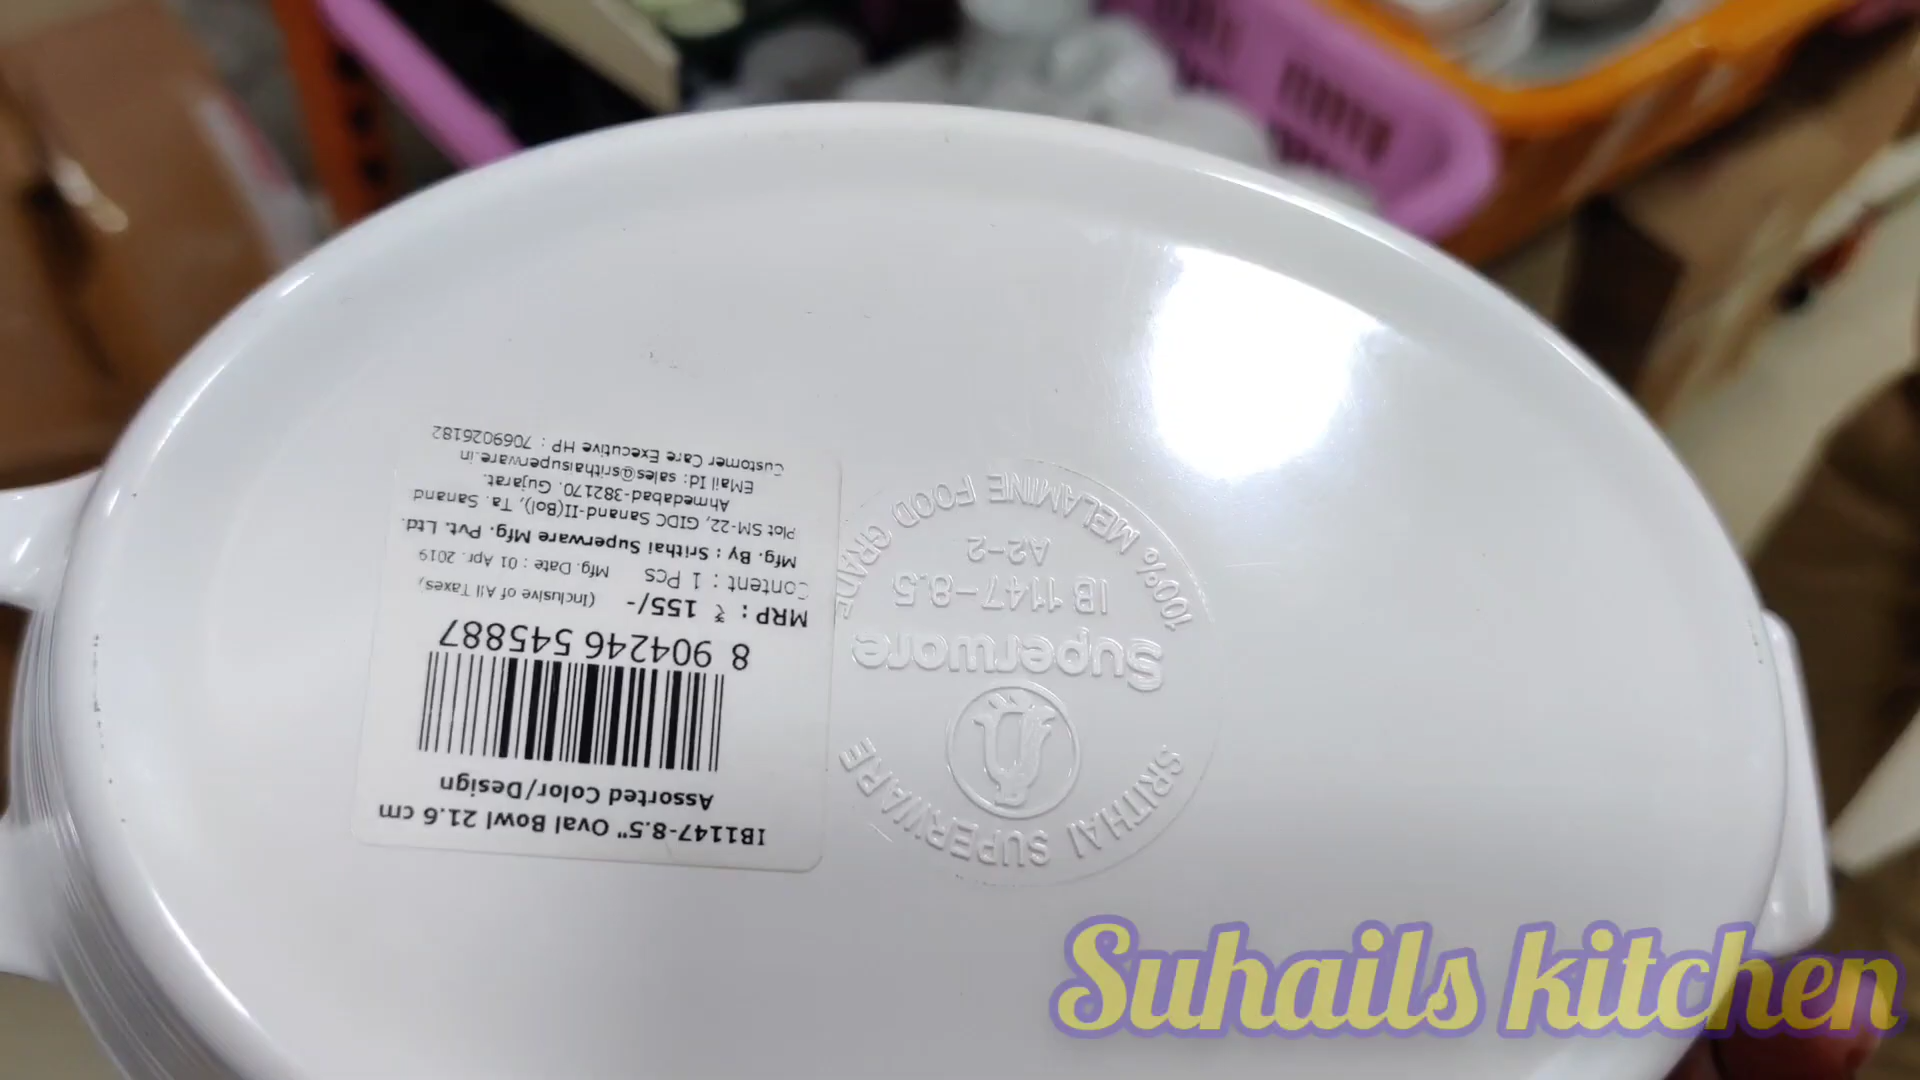 IB1147-8.5" Oval Bowl 21.6 cm
Assorted Color/Design
8 904246 545887
MRP : ₹ 155/- (Inclusive of All Taxes)
Content : 1 Pcs Mfg. Date : 01 Apr. 2019
Mfg. By : Srithai Superware Mfg. Pvt. Ltd.
Plot SM-22, GIDC Sanand-II(Bol), Ta. Sanand
Ahmedabad-382170. Gujarat.
EMail Id: sales@srithaisuperware.in
Customer Care Executive HP : 7069026182
SRITHAI SUPERWARE
Superware
IB 1147-8.5
A2-2
100% MELAMINE FOOD GRADE
Suhails kitchen